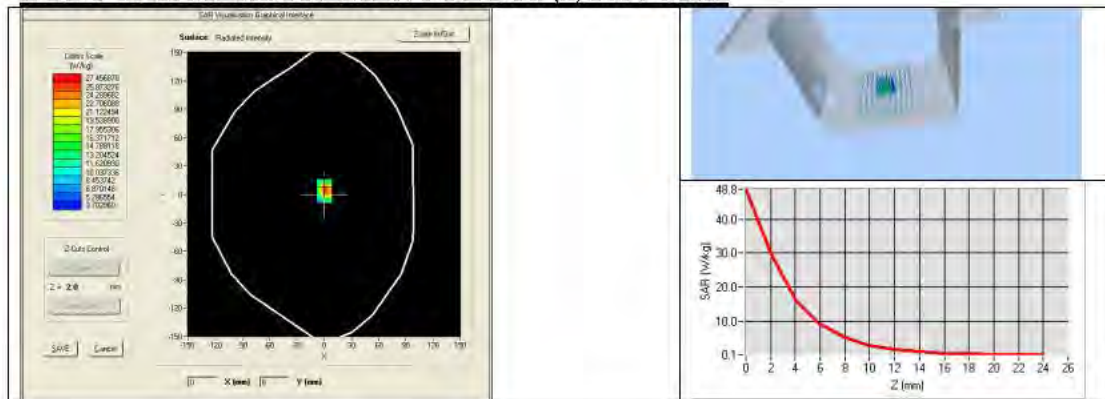 SAR Visualisation Graphical Interface
Surface Radiated Intensity
Zoom In/Out
Colors Scale
(W/kg)
27.456870
25.873276
24.289682
22.706088
21.122494
19.538900
17.955306
16.371712
14.788118
13.204524
11.620930
10.037336
8.453742
6.870148
5.286554
3.702960
150
120
90
60
30
0
-30
-60
-90
-120
-150
Y
-150 -120 -90 -60 -30 0 30 60 90 120 150
X
Z-Cuts Control
Z = 2.0 mm
SAVE
Cancel
0 X (mm) 0 Y (mm)
48.8
40.0
30.0
20.0
10.0
0.1
SAR (W/kg)
0 2 4 6 8 10 12 14 16 18 20 22 24 26
Z (mm)